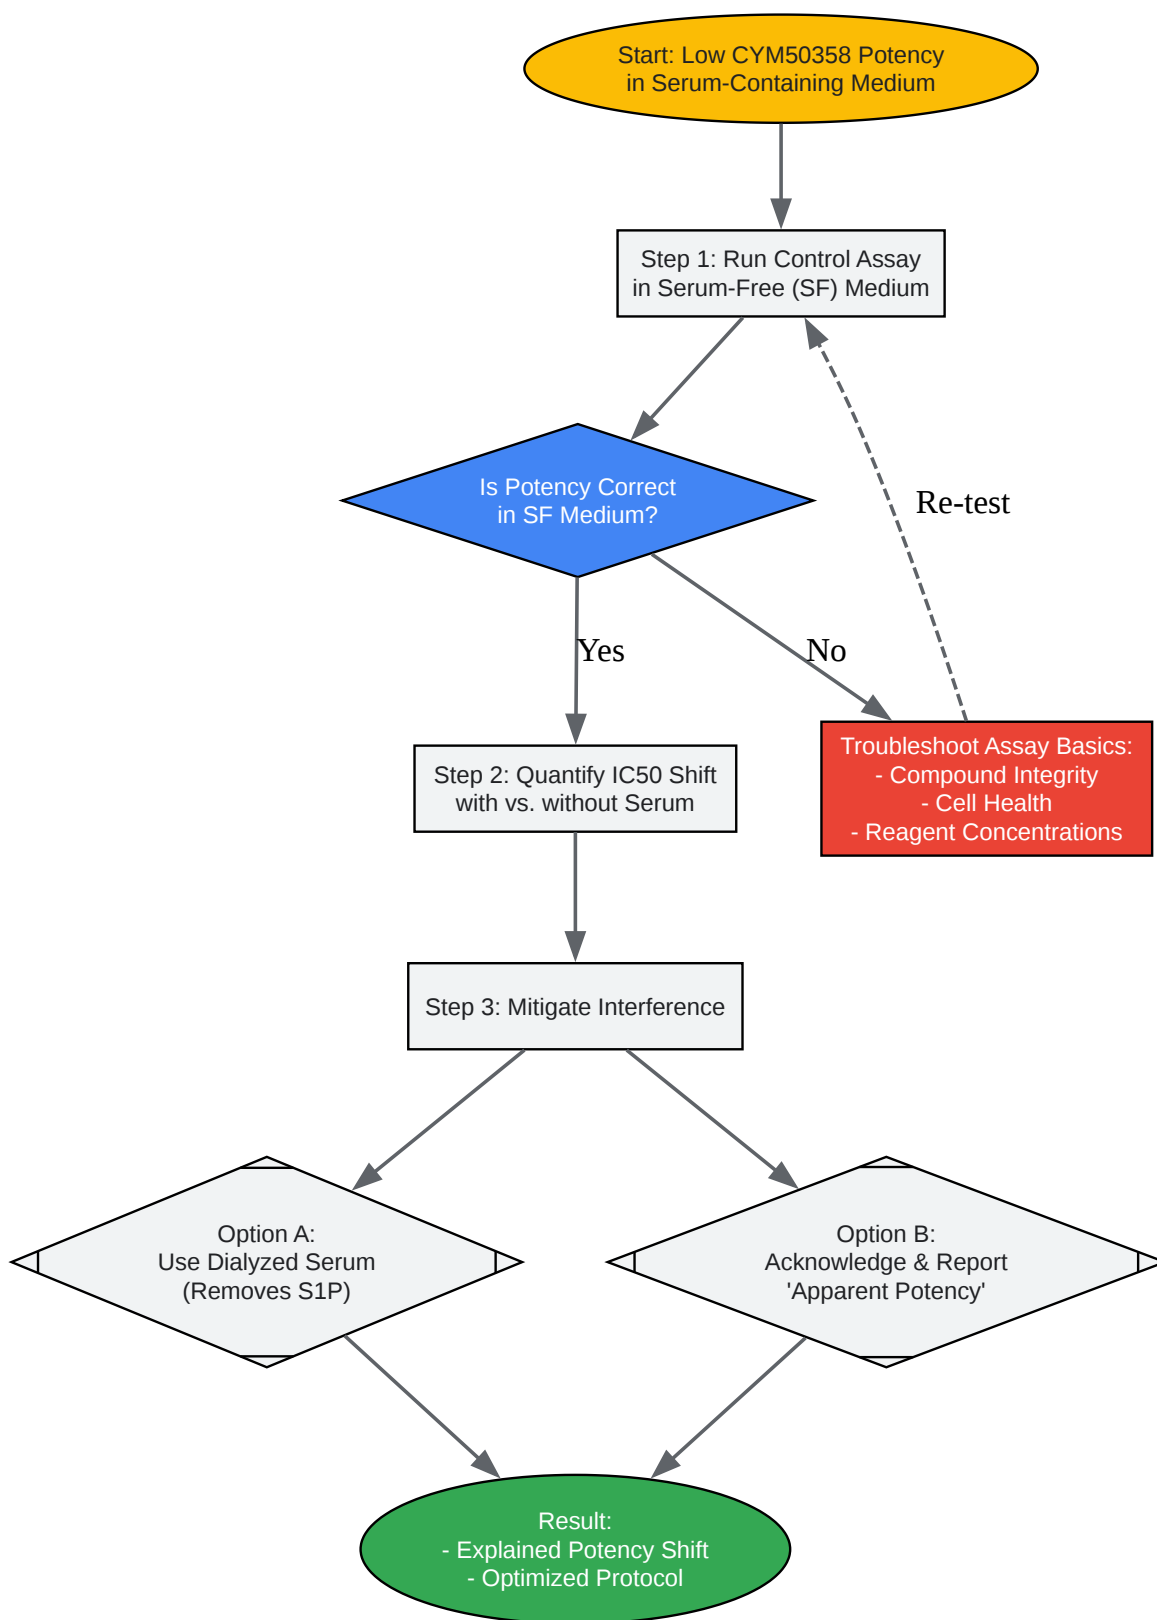 Start: Low CYM50358 Potency
in Serum-Containing Medium
Step 1: Run Control Assay
in Serum-Free (SF) Medium
Is Potency Correct
in SF Medium?
Re-test
Yes
No
Troubleshoot Assay Basics:
- Compound Integrity
- Cell Health
- Reagent Concentrations
Step 2: Quantify IC50 Shift
with vs. without Serum
Step 3: Mitigate Interference
Option A:
Use Dialyzed Serum
(Removes S1P)
Option B:
Acknowledge & Report
'Apparent Potency'
Result:
- Explained Potency Shift
- Optimized Protocol